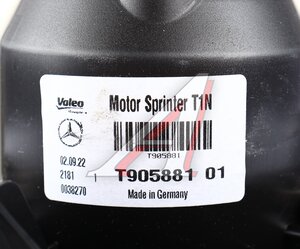 Valeo
Motor Sprinter T1N
T905881
02.09.22
2181 I T905881 01
0038270
Made in Germany